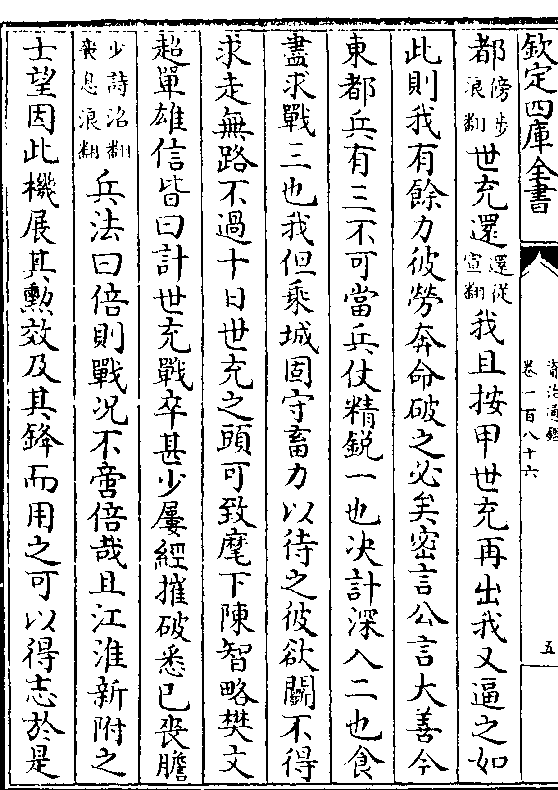 欽定四庫全書
資治通鑑
卷一百八十六
五
都傍步浪翻世充還還從宣翻我且按甲世充再出我又逼之如
此則我有餘力彼勞奔命破之必矣密言公言大善今
東都兵有三不可當兵仗精銳一也决計深入二也食
盡求戰三也我但乘城固守畜力以待之彼欲鬭不得
求走無路不過十日世充之頭可致麾下陳智略樊文
超單雄信皆曰計世充戰卒甚少屢經摧破悉已喪膽
少詩沼翻喪息浪翻兵法曰倍則戰况不啻倍哉且江淮新附之
士望因此機展其勲效及其鋒而用之可以得志於是